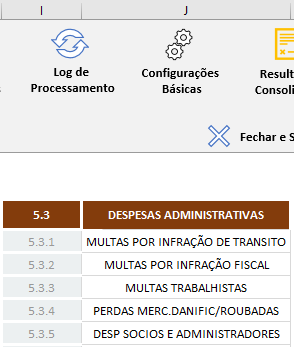 I J
Log de
Processamento
Configurações
Básicas
Result
Consoli
Fechar e S
5.3 DESPESAS ADMINISTRATIVAS
5.3.1 MULTAS POR INFRAÇÃO DE TRANSITO
5.3.2 MULTAS POR INFRAÇÃO FISCAL
5.3.3 MULTAS TRABALHISTAS
5.3.4 PERDAS MERC.DANIFIC/ROUBADAS
5.3.5 DESP SOCIOS E ADMINISTRADORES